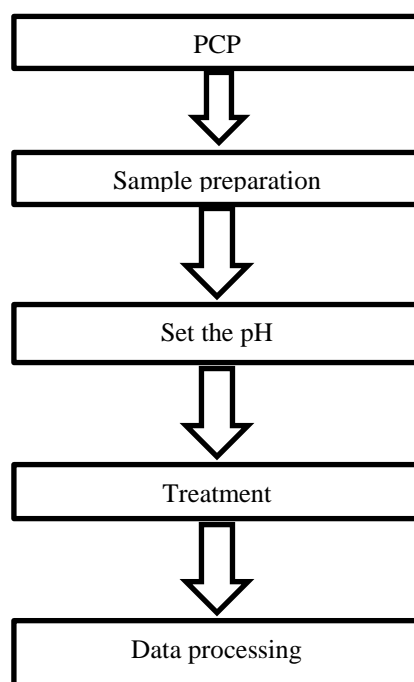 PCP
Sample preparation
Set the pH
Treatment
Data processing